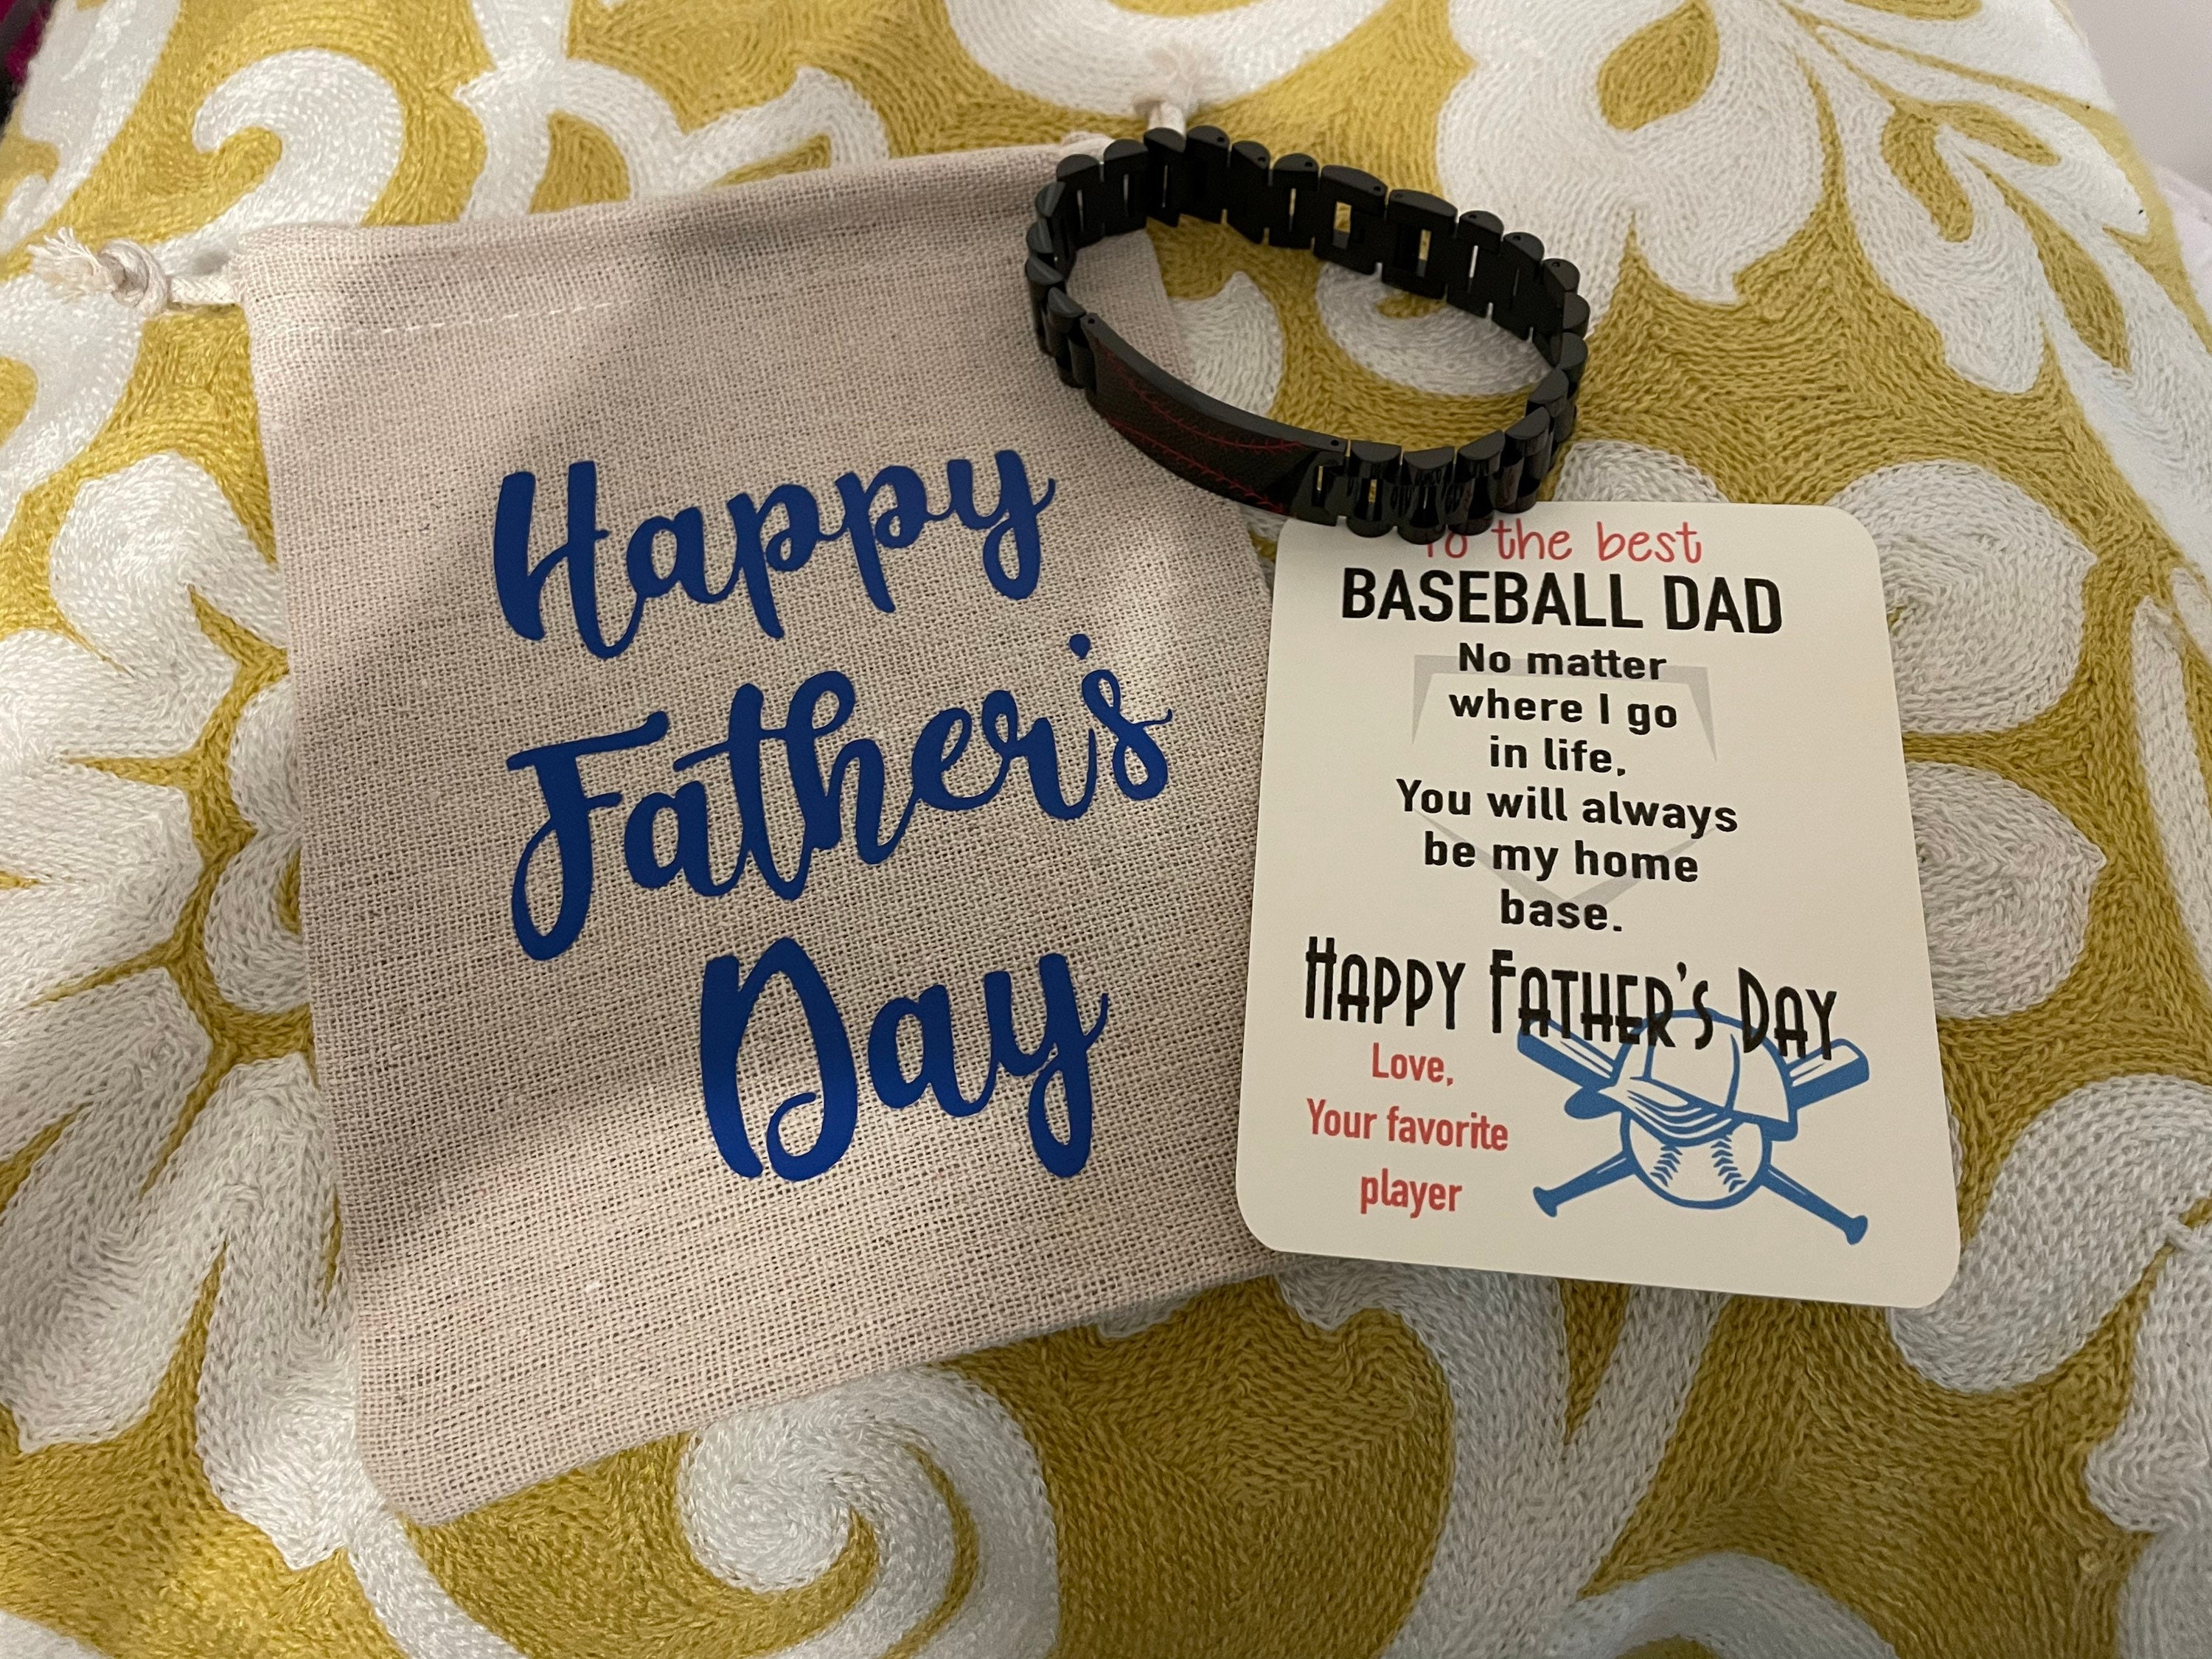 Happy
Father's
Day
To the best
BASEBALL DAD
No matter
where I go
in life,
You will always
be my home
base.
HAPPY FATHER'S DAY
Love,
Your favorite
player